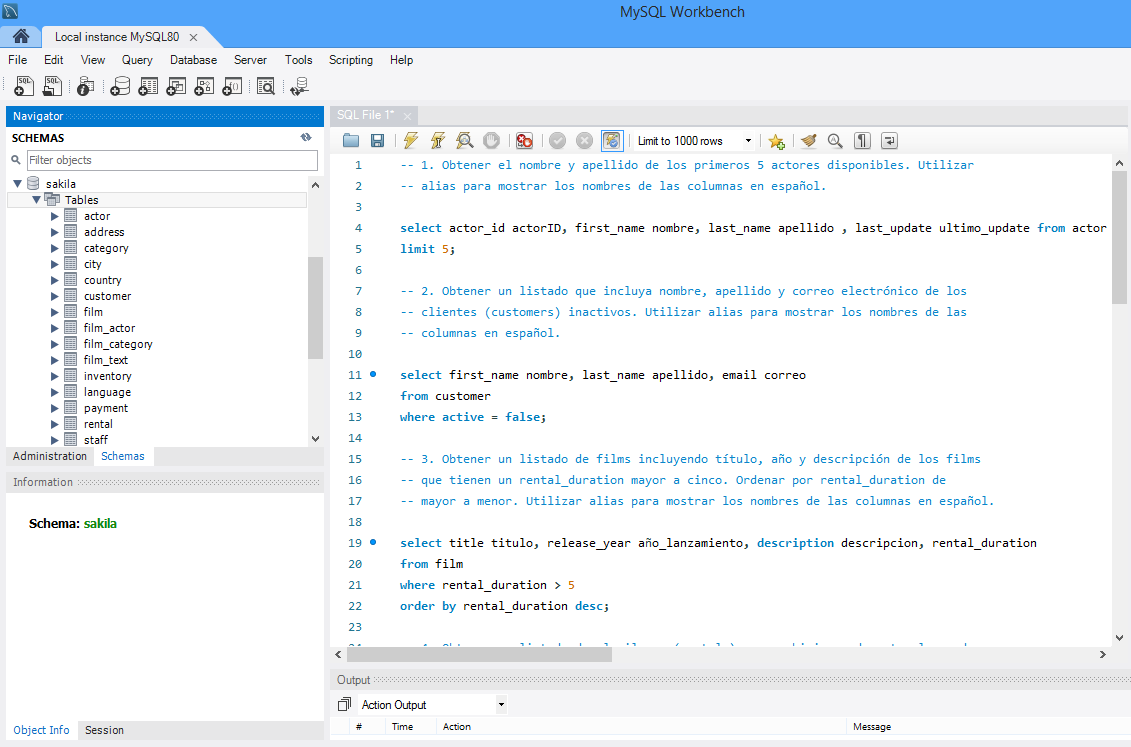 MySQL Workbench
Local instance MySQL80
File Edit View Query Database Server Tools Scripting Help
Navigator
SCHEMAS
Filter objects
sakila
Tables
actor
address
category
city
country
customer
film
film_actor
film_category
film_text
inventory
language
payment
rental
staff
Administration Schemas
Information
Schema: sakila
Object Info Session
SQL File 1*
Limit to 1000 rows
1 -- 1. Obtener el nombre y apellido de los primeros 5 actores disponibles. Utilizar
2 -- alias para mostrar los nombres de las columnas en español.
3
4 select actor_id actorID, first_name nombre, last_name apellido , last_update ultimo_update from actor
5 limit 5;
6
7 -- 2. Obtener un listado que incluya nombre, apellido y correo electrónico de los
8 -- clientes (customers) inactivos. Utilizar alias para mostrar los nombres de las
9 -- columnas en español.
10
11 select first_name nombre, last_name apellido, email correo
12 from customer
13 where active = false;
14
15 -- 3. Obtener un listado de films incluyendo título, año y descripción de los films
16 -- que tienen un rental_duration mayor a cinco. Ordenar por rental_duration de
17 -- mayor a menor. Utilizar alias para mostrar los nombres de las columnas en español.
18
19 select title titulo, release_year año_lanzamiento, description descripcion, rental_duration
20 from film
21 where rental_duration > 5
22 order by rental_duration desc;
23
Output
Action Output
# Time Action Message